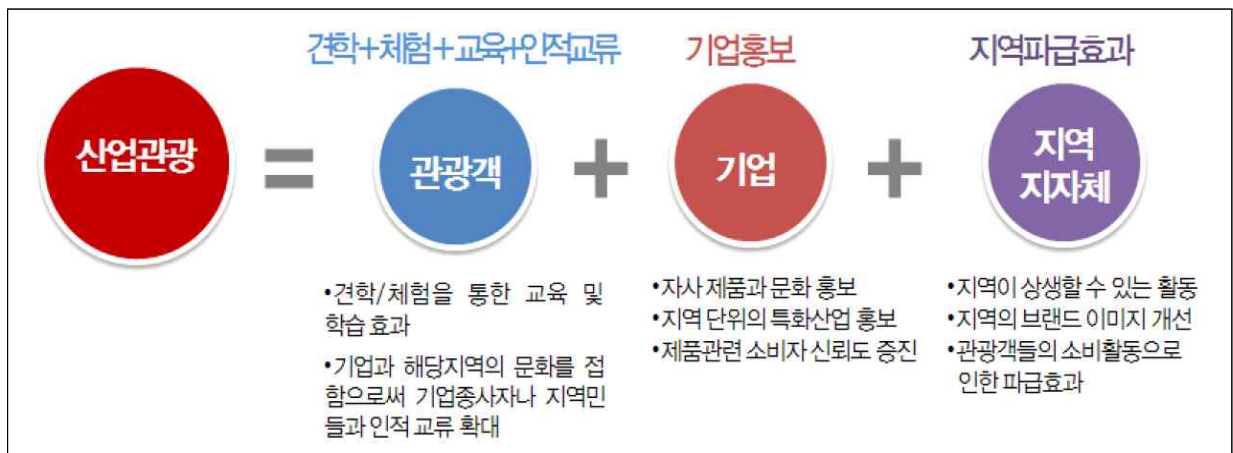 견학+체험+교육+인적교류
기업홍보
지역파급효과
산업관광
=
관광객
+
기업
+
지역
지자체
•견학/체험을 통한 교육 및
학습 효과
•기업과 해당지역의 문화를 접
함으로써 기업종사자나 지역민
들과 인적 교류 확대
•자사 제품과 문화 홍보
•지역 단위의 특화산업 홍보
•제품관련 소비자 신뢰도 증진
•지역이 상생할 수 있는 활동
•지역의 브랜드 이미지 개선
•관광객들의 소비활동으로
인한 파급효과